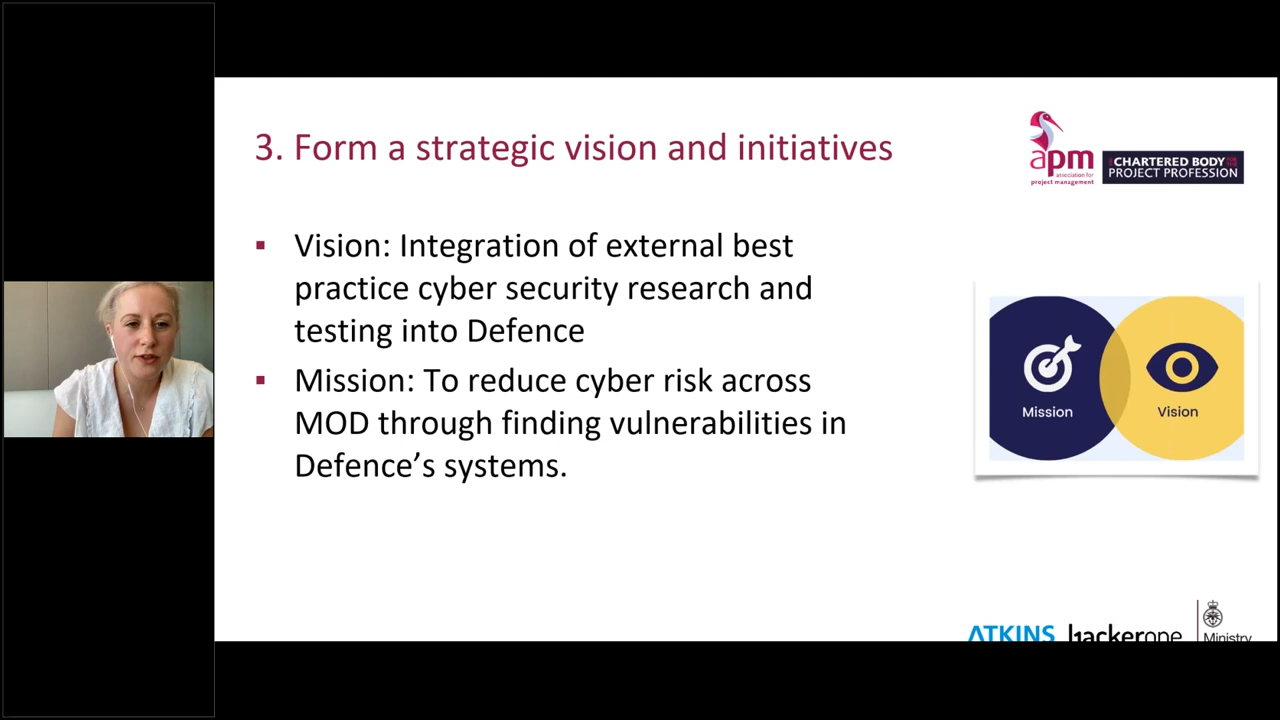 3. Form a strategic vision and initiatives
apm
association for
project management
CHARTERED BODY FOR THE
PROJECT PROFESSION
▪ Vision: Integration of external best
practice cyber security research and
testing into Defence
▪ Mission: To reduce cyber risk across
MOD through finding vulnerabilities in
Defence’s systems.
Mission
Vision
ATKINS
hackerone
Ministry